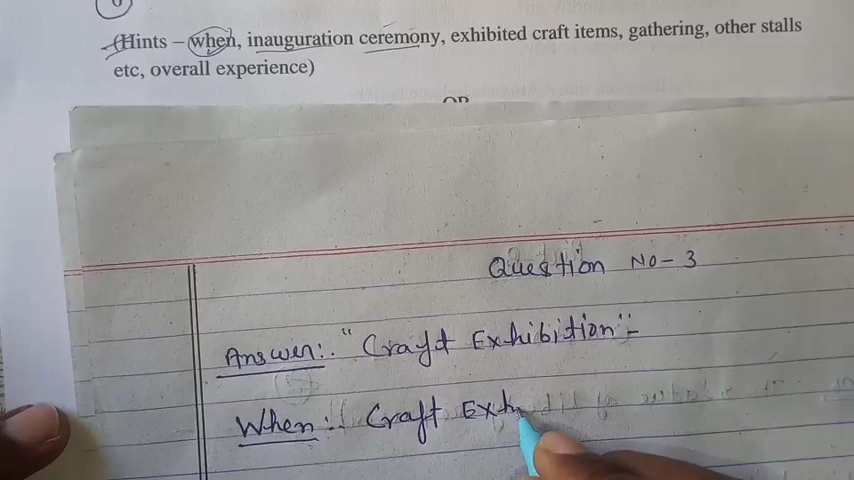 (Hints – when, inauguration ceremony, exhibited craft items, gathering, other stalls
etc, overall experience)
OR
Question No - 3
Answer:- "Craft Exhibition"-
When:- Craft Exh